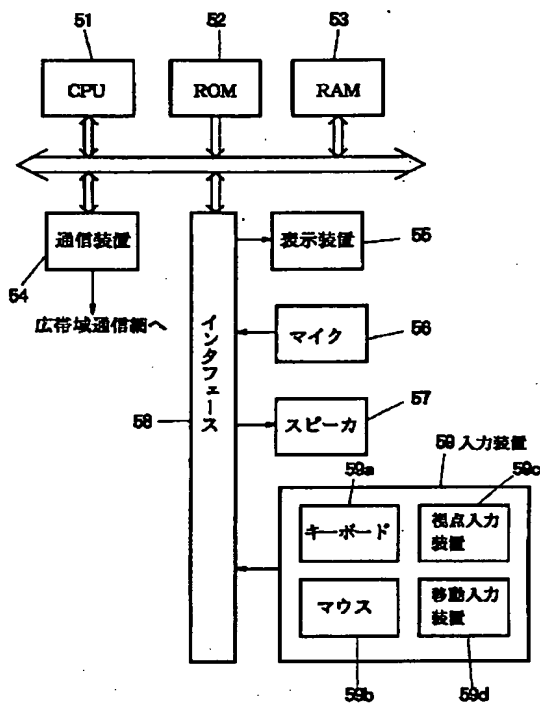 51
52
53
CPU
ROM
RAM
通信装置
54
広帯域通信網へ
インタフェース
58
表示装置
55
マイク
56
スピーカ
57
59 入力装置
59a
59c
キーボード
視点入力
装置
マウス
移動入力
装置
59b
59d